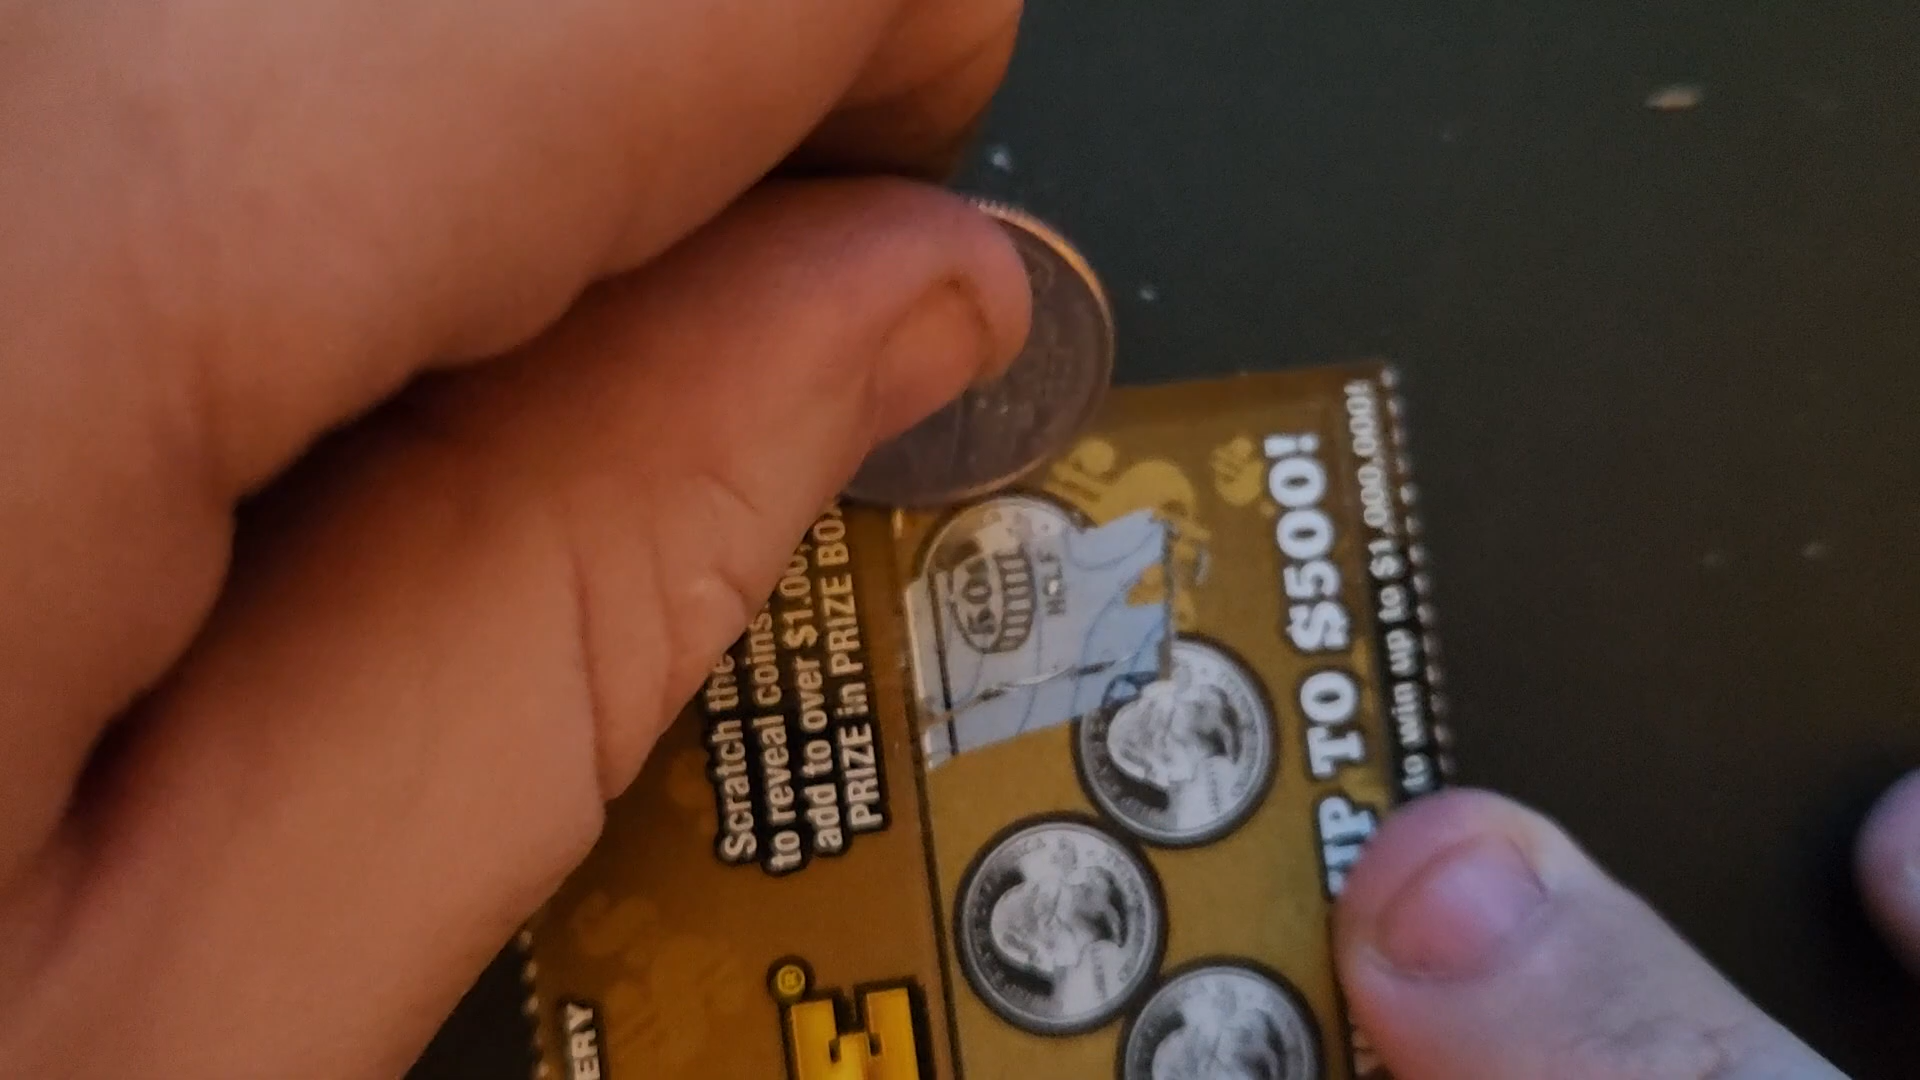 Scratch the
to reveal coins.
add to over $1.00,
PRIZE in PRIZE BOX
50¢
HOLF
UP TO $500!
to win up to $1,000,000!
ERY
®